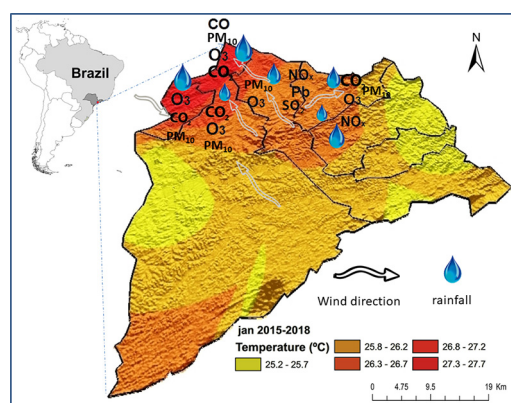 Brazil
N
CO
PM10
O3
COx
NOx
Pb
SOx
PM10
O3
CO
PM10
O3
NOx
O3
CO2
PM10
CO2
O3
PM10
Wind direction
rainfall
jan 2015-2018
Temperature (ºC)
25.2 - 25.7
25.8 - 26.2
26.3 - 26.7
26.8 - 27.2
27.3 - 27.7
0 4.75 9.5 19 Km